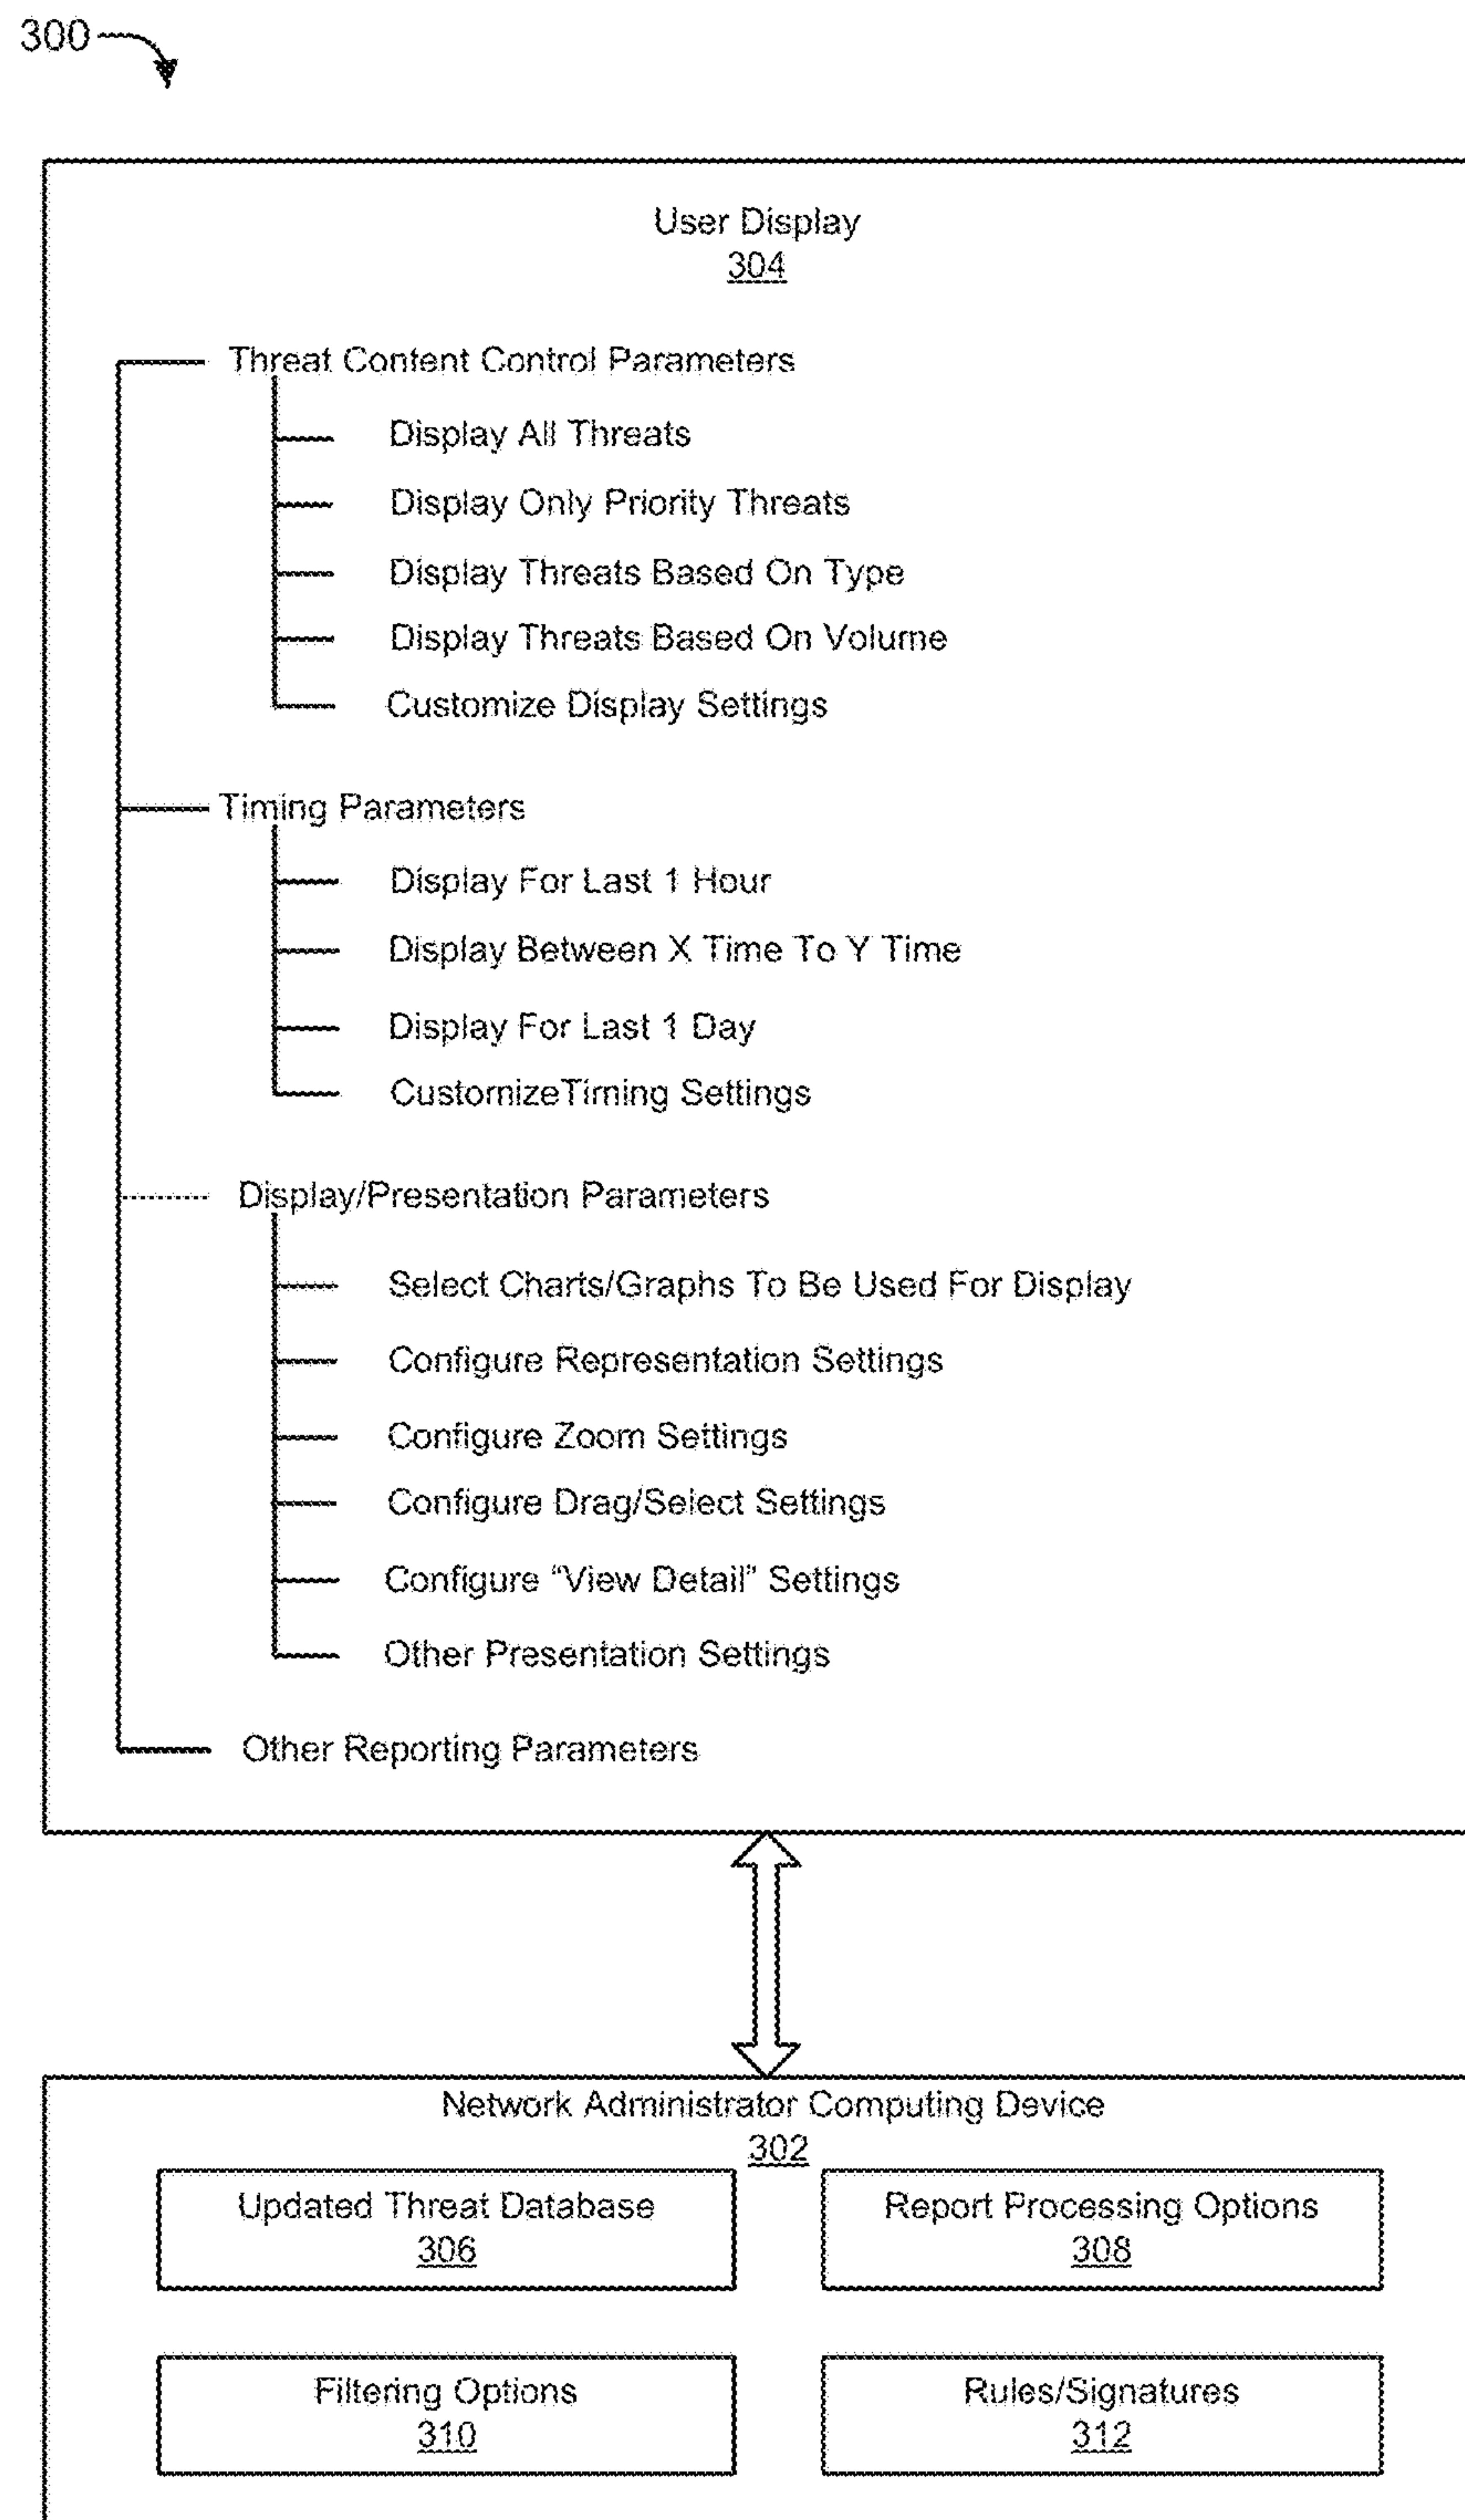 300
User Display
304
Threat Content Control Parameters
Display All Threats
Display Only Priority Threats
Display Threats Based On Type
Display Threats Based On Volume
Customize Display Settings
Timing Parameters
Display For Last 1 Hour
Display Between X Time To Y Time
Display For Last 1 Day
CustomizeTiming Settings
Display/Presentation Parameters
Select Charts/Graphs To Be Used For Display
Configure Representation Settings
Configure Zoom Settings
Configure Drag/Select Settings
Configure “View Detail” Settings
Other Presentation Settings
Other Reporting Parameters
Network Administrator Computing Device
302
Updated Threat Database
306
Report Processing Options
308
Filtering Options
310
Rules/Signatures
312